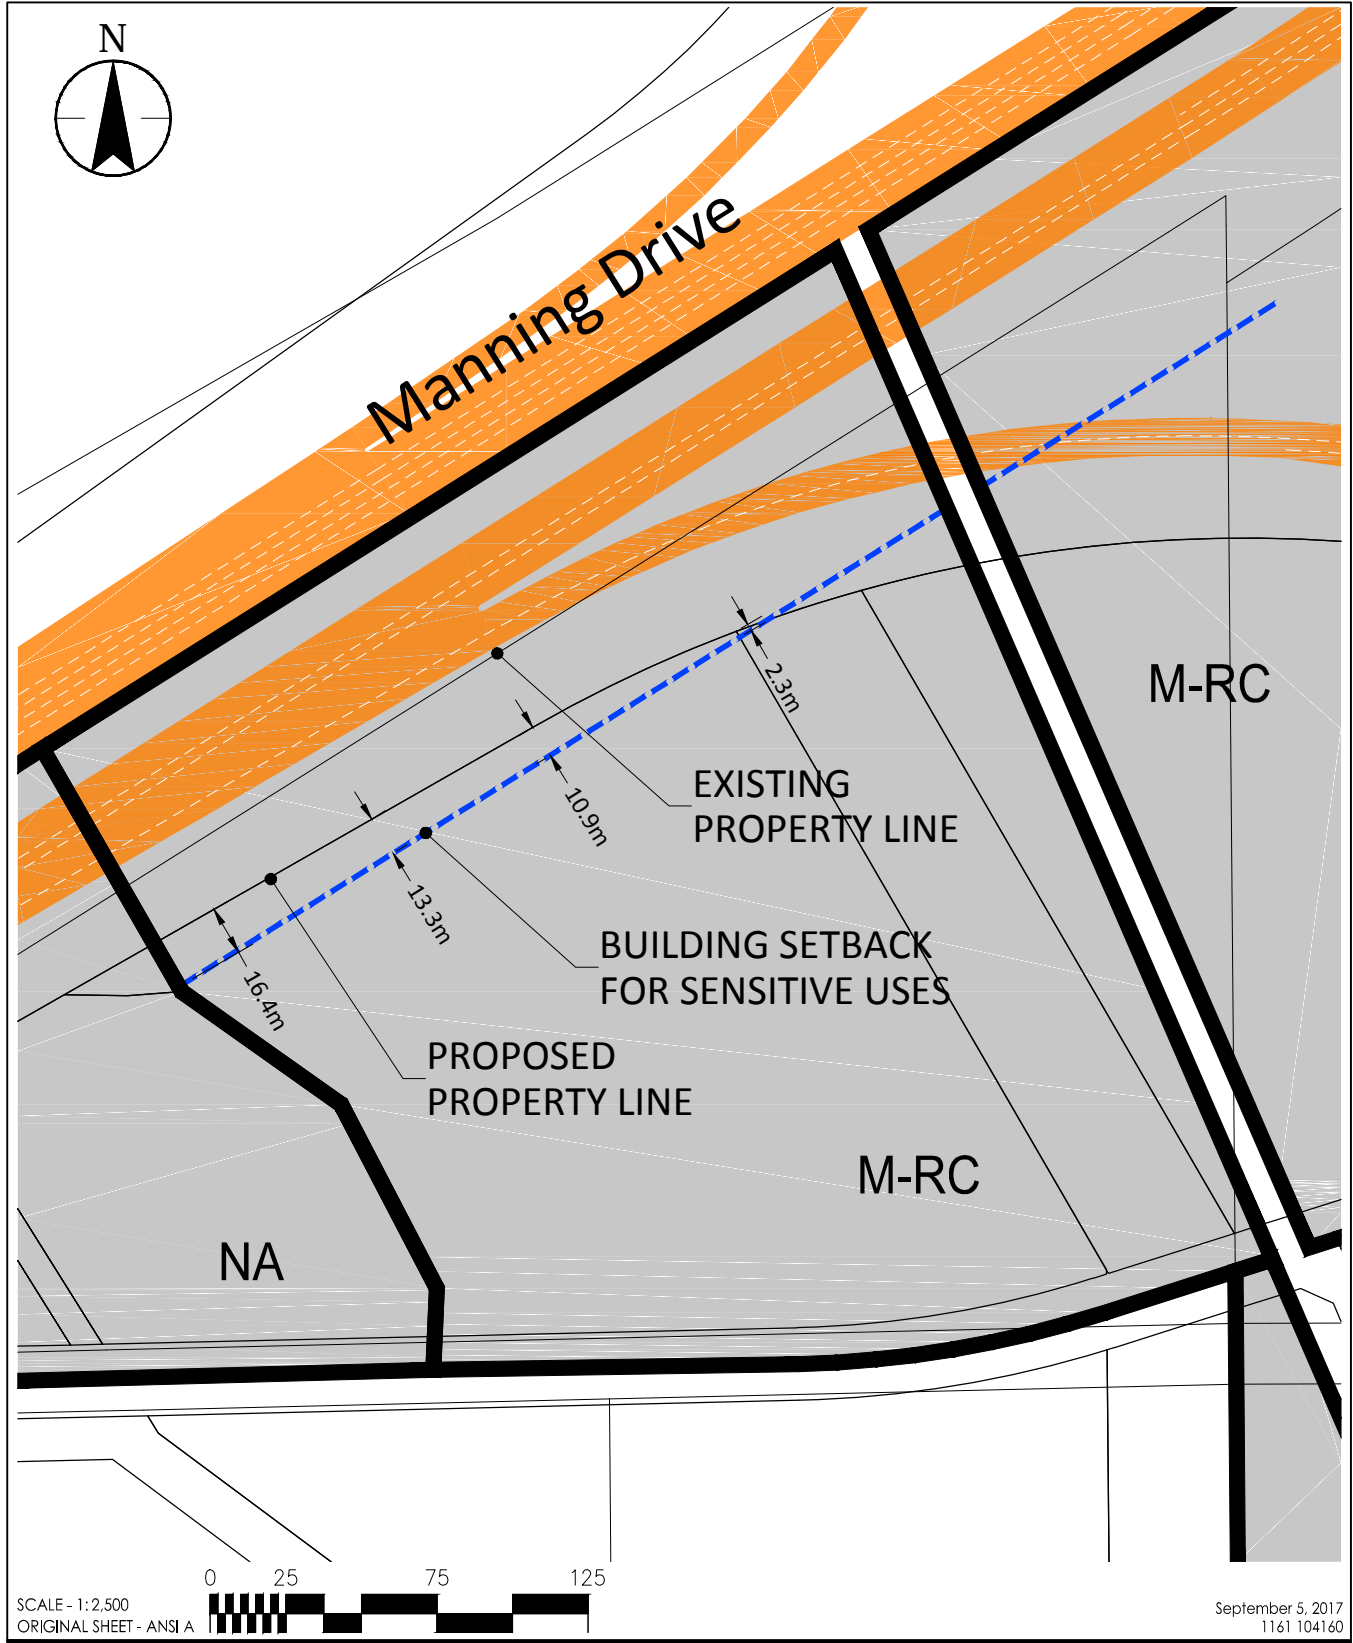 N
Manning Drive
M-RC
2.3m
EXISTING
PROPERTY LINE
10.9m
13.3m
BUILDING SETBACK
FOR SENSITIVE USES
16.4m
PROPOSED
PROPERTY LINE
M-RC
NA
0 25 75 125
SCALE - 1:2,500
ORIGINAL SHEET - ANSI A
September 5, 2017
1161 104160